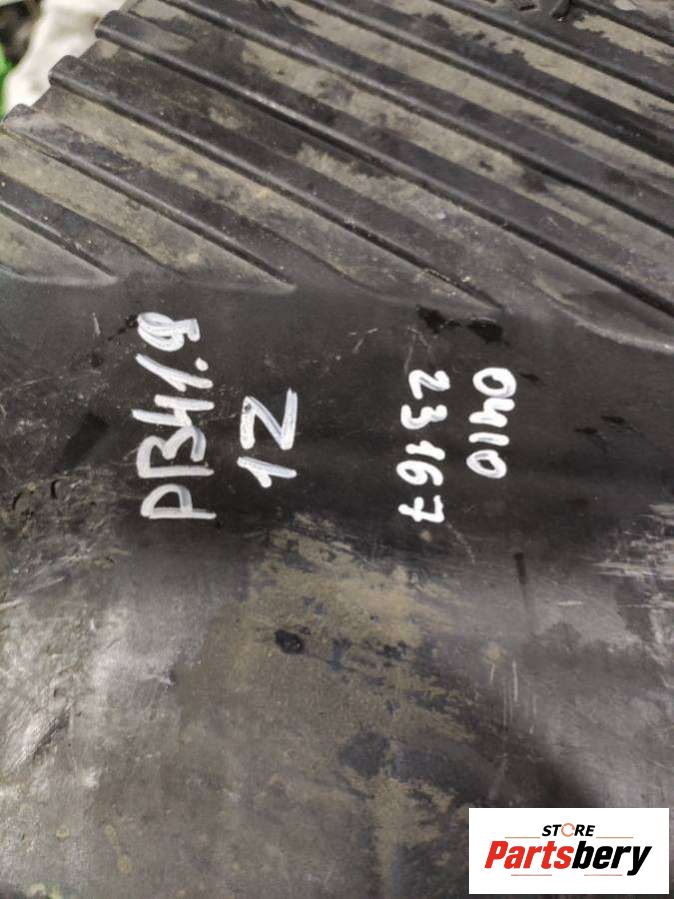 PB41.9
1Z
0410
23167
STORE
Partsbery